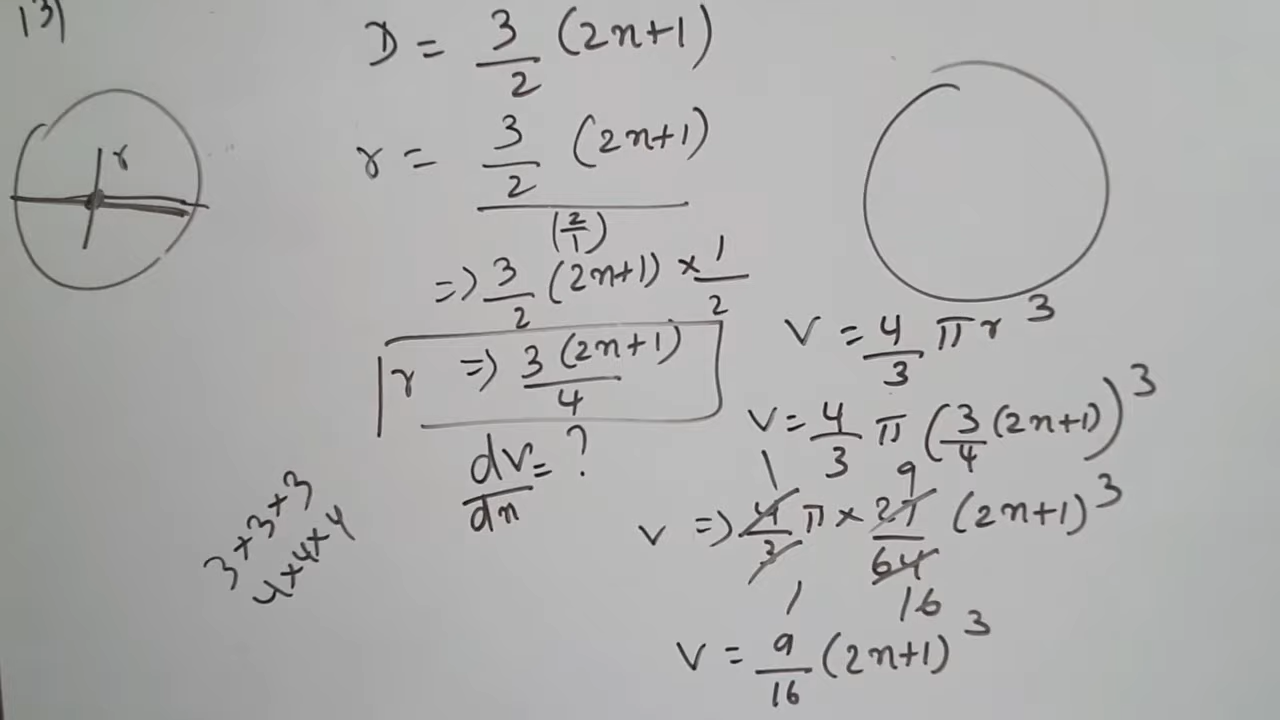 13)
D = 3/2 (2x+1)
r = 3/2 (2x+1) / (2/1)
=> 3/2 (2x+1) × 1/2
r => 3(2x+1)/4
dv/dx = ?
3×3×3
4×4×4
r
V = 4/3 π r^3
V = 4/3 π (3/4 (2x+1))^3
1 9
V => 4/3 π × 27/64 (2x+1)^3
1 16
V = 9/16 (2x+1)^3